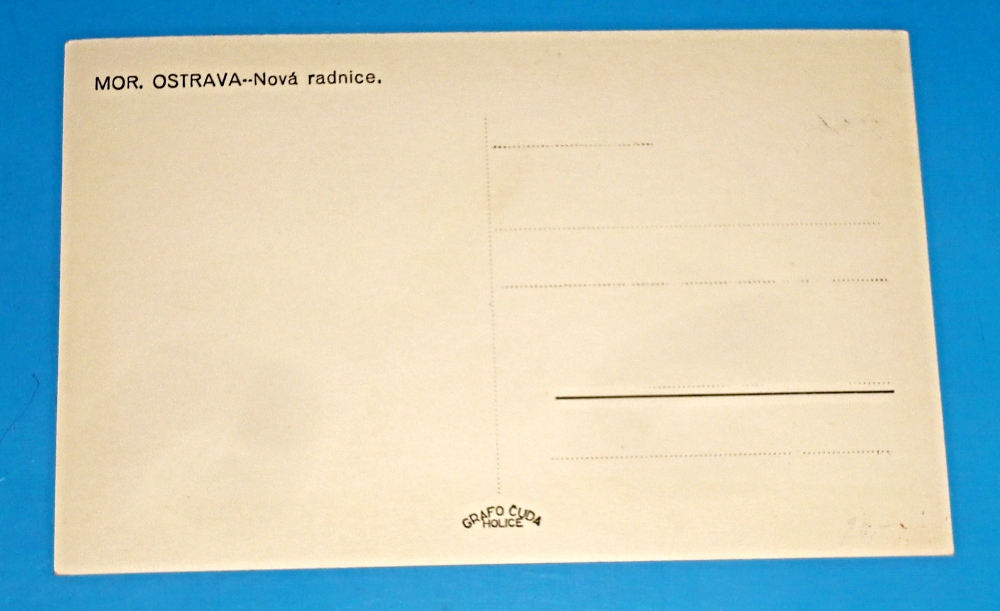 MOR. OSTRAVA--Nová radnice.
GRAFO ČUDA
HOLICE